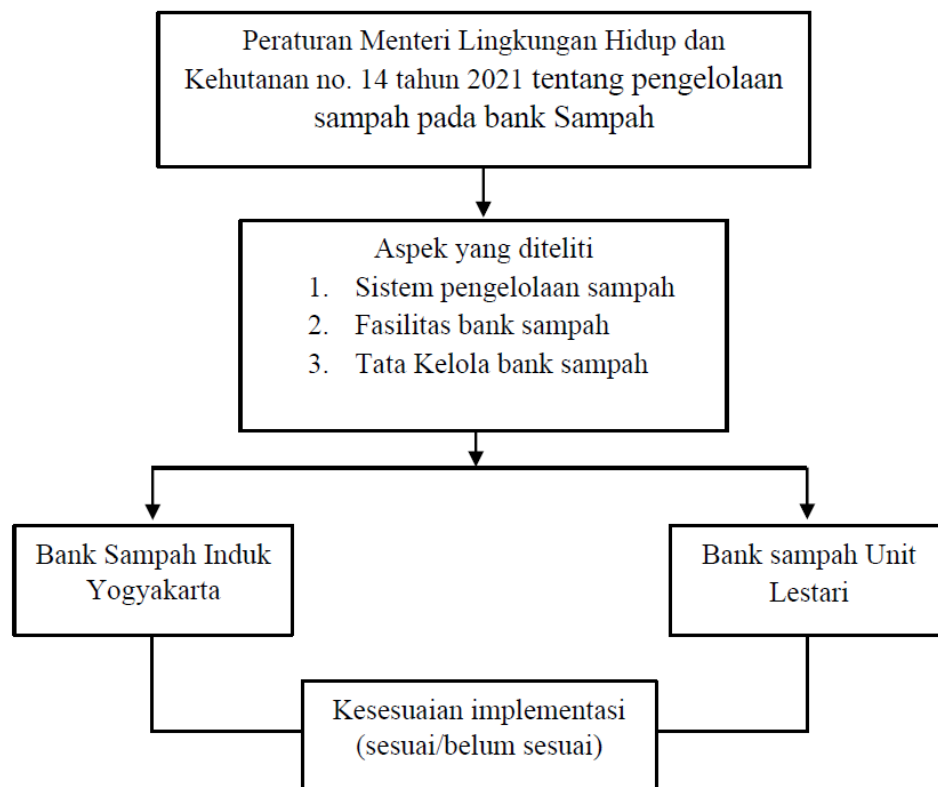 Peraturan Menteri Lingkungan Hidup dan
Kehutanan no. 14 tahun 2021 tentang pengelolaan
sampah pada bank Sampah
Aspek yang diteliti
1. Sistem pengelolaan sampah
2. Fasilitas bank sampah
3. Tata Kelola bank sampah
Bank Sampah Induk
Yogyakarta
Bank sampah Unit
Lestari
Kesesuaian implementasi
(sesuai/belum sesuai)